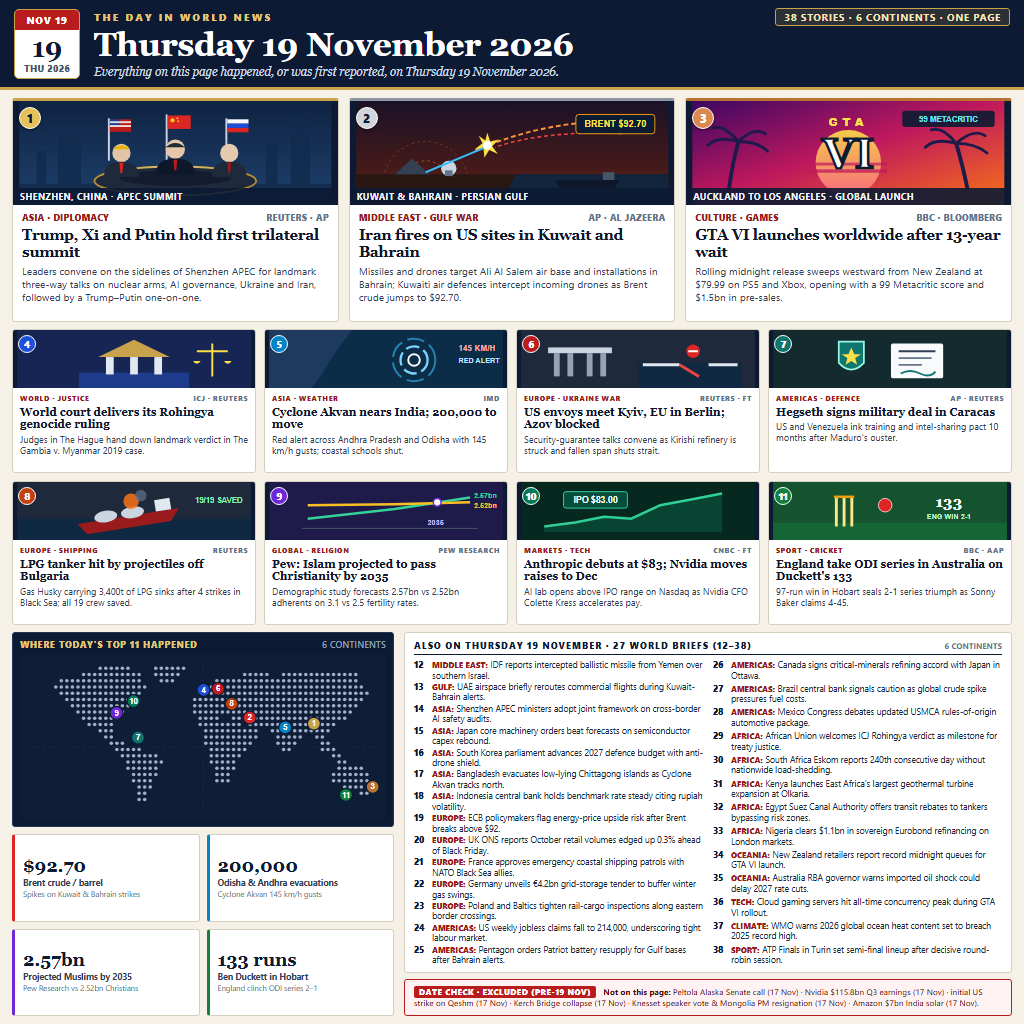 NOV 19
19
THU 2026
THE DAY IN WORLD NEWS
Thursday 19 November 2026
Everything on this page happened, or was first reported, on Thursday 19 November 2026.
38 STORIES · 6 CONTINENTS · ONE PAGE
1
SHENZHEN, CHINA · APEC SUMMIT
ASIA · DIPLOMACY
REUTERS · AP
Trump, Xi and Putin hold first trilateral
summit
Leaders convene on the sidelines of Shenzhen APEC for landmark
three-way talks on nuclear arms, AI governance, Ukraine and Iran,
followed by a Trump–Putin one-on-one.
2
BRENT $92.70
KUWAIT & BAHRAIN · PERSIAN GULF
MIDDLE EAST · GULF WAR
AP · AL JAZEERA
Iran fires on US sites in Kuwait and
Bahrain
Missiles and drones target Ali Al Salem air base and installations in
Bahrain; Kuwaiti air defences intercept incoming drones as Brent
crude jumps to $92.70.
3
GTA
VI
99 METACRITIC
AUCKLAND TO LOS ANGELES · GLOBAL LAUNCH
CULTURE · GAMES
BBC · BLOOMBERG
GTA VI launches worldwide after 13-year
wait
Rolling midnight release sweeps westward from New Zealand at
$79.99 on PS5 and Xbox, opening with a 99 Metacritic score and
$1.5bn in pre-sales.
4
WORLD · JUSTICE
ICJ · REUTERS
World court delivers its Rohingya
genocide ruling
Judges in The Hague hand down landmark verdict in The
Gambia v. Myanmar 2019 case.
5
145 KM/H
RED ALERT
ASIA · WEATHER
IMD
Cyclone Akvan nears India; 200,000 to
move
Red alert across Andhra Pradesh and Odisha with 145
km/h gusts; coastal schools shut.
6
EUROPE · UKRAINE WAR
REUTERS · FT
US envoys meet Kyiv, EU in Berlin;
Azov blocked
Security-guarantee talks convene as Kirishi refinery is
struck and fallen span shuts strait.
7
AMERICAS · DEFENCE
AP · REUTERS
Hegseth signs military deal in Caracas
US and Venezuela ink training and intel-sharing pact 10
months after Maduro's ouster.
8
19/19 SAVED
EUROPE · SHIPPING
REUTERS
LPG tanker hit by projectiles off
Bulgaria
Gas Husky carrying 3,400t of LPG sinks after 4 strikes in
Black Sea; all 19 crew saved.
9
2.57bn
2.52bn
2035
GLOBAL · RELIGION
PEW RESEARCH
Pew: Islam projected to pass
Christianity by 2035
Demographic study forecasts 2.57bn vs 2.52bn
adherents on 3.1 vs 2.5 fertility rates.
10
IPO $83.00
MARKETS · TECH
CNBC · FT
Anthropic debuts at $83; Nvidia moves
raises to Dec
AI lab opens above IPO range on Nasdaq as Nvidia CFO
Colette Kress accelerates pay.
11
133
ENG WIN 2-1
SPORT · CRICKET
BBC · AAP
England take ODI series in Australia on
Duckett's 133
97-run win in Hobart seals 2-1 series triumph as Sonny
Baker claims 4-45.
WHERE TODAY'S TOP 11 HAPPENED
6 CONTINENTS
4
6
10
9
8
2
5
1
7
3
11
$92.70
Brent crude / barrel
Spikes on Kuwait & Bahrain strikes
200,000
Odisha & Andhra evacuations
Cyclone Akvan 145 km/h gusts
2.57bn
Projected Muslims by 2035
Pew Research vs 2.52bn Christians
133 runs
Ben Duckett in Hobart
England clinch ODI series 2–1
ALSO ON THURSDAY 19 NOVEMBER · 27 WORLD BRIEFS (12–38)
6 CONTINENTS
12 MIDDLE EAST: IDF reports intercepted ballistic missile from Yemen over
southern Israel.
13 GULF: UAE airspace briefly reroutes commercial flights during Kuwait-
Bahrain alerts.
14 ASIA: Shenzhen APEC ministers adopt joint framework on cross-border
AI safety audits.
15 ASIA: Japan core machinery orders beat forecasts on semiconductor
capex rebound.
16 ASIA: South Korea parliament advances 2027 defence budget with anti-
drone shield.
17 ASIA: Bangladesh evacuates low-lying Chittagong islands as Cyclone
Akvan tracks north.
18 ASIA: Indonesia central bank holds benchmark rate steady citing rupiah
volatility.
19 EUROPE: ECB policymakers flag energy-price upside risk after Brent
breaks above $92.
20 EUROPE: UK ONS reports October retail volumes edged up 0.3% ahead
of Black Friday.
21 EUROPE: France approves emergency coastal shipping patrols with
NATO Black Sea allies.
22 EUROPE: Germany unveils €4.2bn grid-storage tender to buffer winter
gas swings.
23 EUROPE: Poland and Baltics tighten rail-cargo inspections along eastern
border crossings.
24 AMERICAS: US weekly jobless claims fall to 214,000, underscoring tight
labour market.
25 AMERICAS: Pentagon orders Patriot battery resupply for Gulf bases
after Bahrain alerts.
26 AMERICAS: Canada signs critical-minerals refining accord with Japan in
Ottawa.
27 AMERICAS: Brazil central bank signals caution as global crude spike
pressures fuel costs.
28 AMERICAS: Mexico Congress debates updated USMCA rules-of-origin
automotive package.
29 AFRICA: African Union welcomes ICJ Rohingya verdict as milestone for
treaty justice.
30 AFRICA: South Africa Eskom reports 240th consecutive day without
nationwide load-shedding.
31 AFRICA: Kenya launches East Africa's largest geothermal turbine
expansion at Olkaria.
32 AFRICA: Egypt Suez Canal Authority offers transit rebates to tankers
bypassing risk zones.
33 AFRICA: Nigeria clears $1.1bn in sovereign Eurobond refinancing on
London markets.
34 OCEANIA: New Zealand retailers report record midnight queues for
GTA VI launch.
35 OCEANIA: Australia RBA governor warns imported oil shock could
delay 2027 rate cuts.
36 TECH: Cloud gaming servers hit all-time concurrency peak during GTA
VI rollout.
37 CLIMATE: WMO warns 2026 global ocean heat content set to breach
2025 record high.
38 SPORT: ATP Finals in Turin set semi-final lineup after decisive round-
robin session.
DATE CHECK · EXCLUDED (PRE-19 NOV) Not on this page: Peltola Alaska Senate call (17 Nov) · Nvidia $115.8bn Q3 earnings (17 Nov) · initial US
strike on Qeshm (17 Nov) · Kerch Bridge collapse (17 Nov) · Knesset speaker vote & Mongolia PM resignation (17 Nov) · Amazon $7bn India solar (17 Nov).